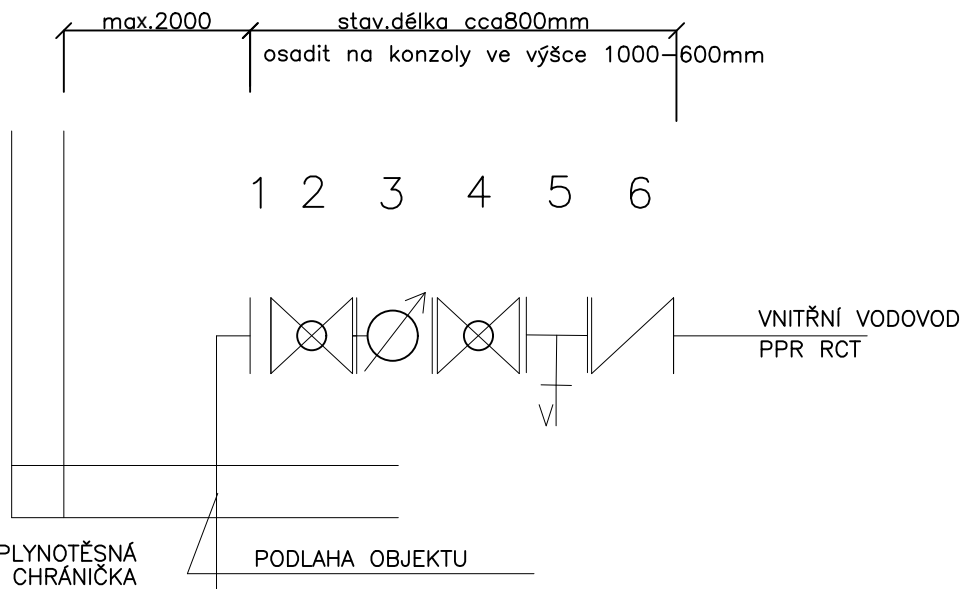 max.2000
stav.délka cca800mm
osadit na konzoly ve výšce 1000-600mm
1 2 3 4 5 6
VNITŘNÍ VODOVOD
PPR RCT
PLYNOTĚSNÁ
CHRÁNIČKA
PODLAHA OBJEKTU
V